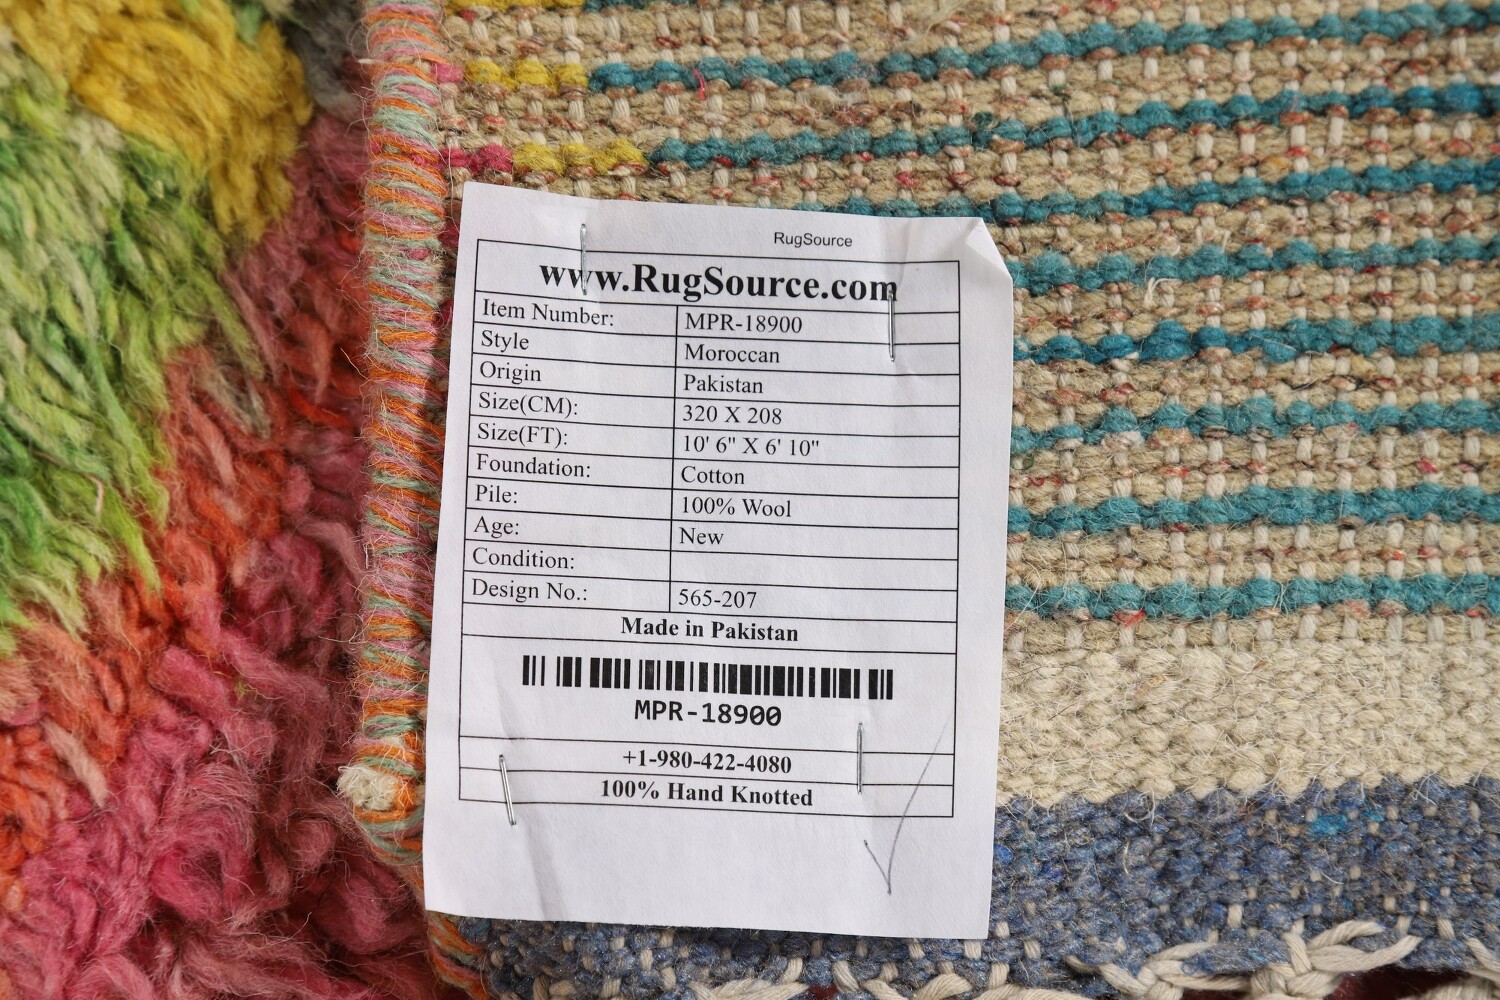 RugSource
www.RugSource.com
Item Number: MPR-18900
Style Moroccan
Origin Pakistan
Size(CM): 320 X 208
Size(FT): 10' 6" X 6' 10"
Foundation: Cotton
Pile: 100% Wool
Age: New
Condition:
Design No.: 565-207
Made in Pakistan
MPR-18900
+1-980-422-4080
100% Hand Knotted